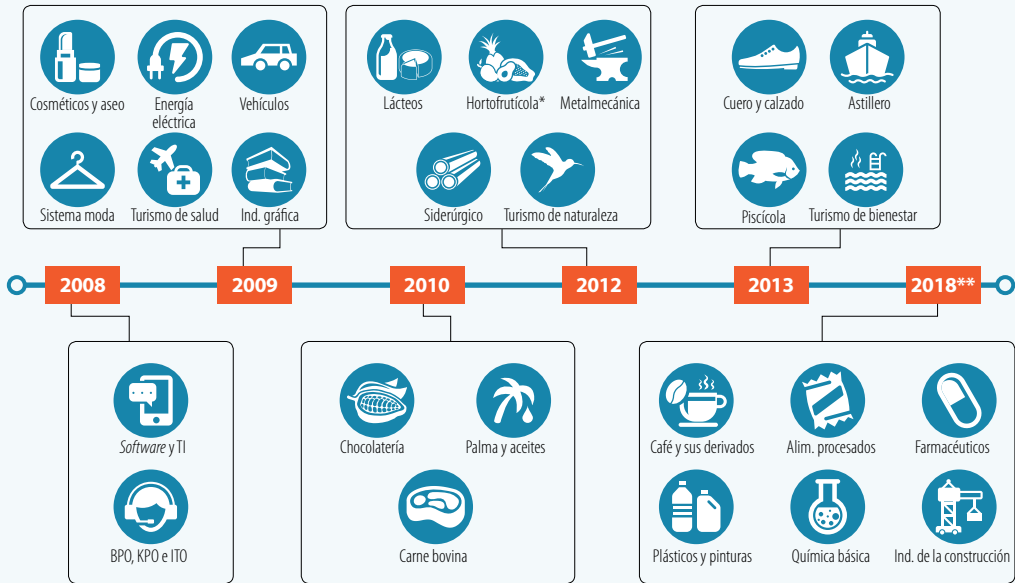 Cosméticos y aseo
Energía
eléctrica
Vehículos
Sistema moda
Turismo de salud
Ind. gráfica
Lácteos
Hortofrutícola*
Metalmecánica
Siderúrgico
Turismo de naturaleza
Cuero y calzado
Astillero
Piscícola
Turismo de bienestar
2008
2009
2010
2012
2013
2018**
Software y TI
BPO, KPO e ITO
Chocolatería
Palma y aceites
Carne bovina
Café y sus derivados
Alim. procesados
Farmacéuticos
Plásticos y pinturas
Química básica
Ind. de la construcción